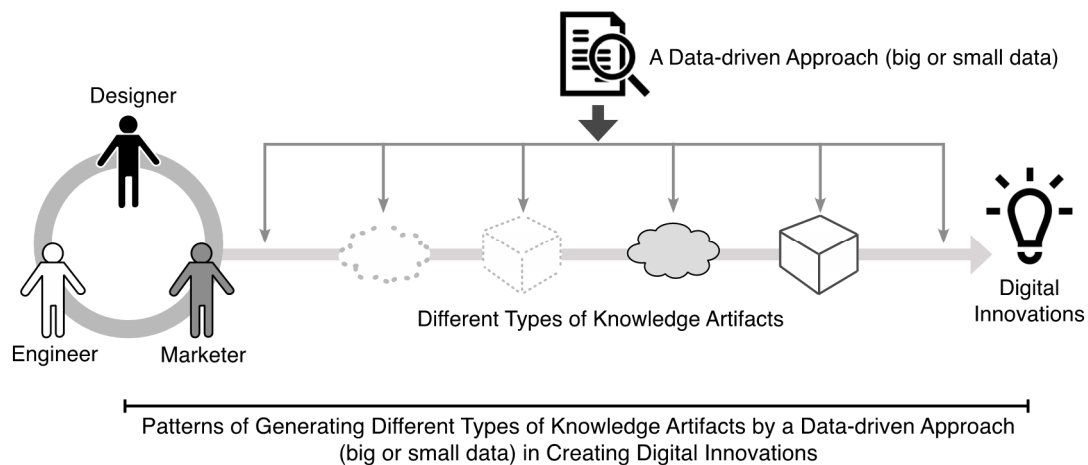 A Data-driven Approach (big or small data)
Designer
Engineer
Marketer
Different Types of Knowledge Artifacts
Digital
Innovations
Patterns of Generating Different Types of Knowledge Artifacts by a Data-driven Approach
(big or small data) in Creating Digital Innovations